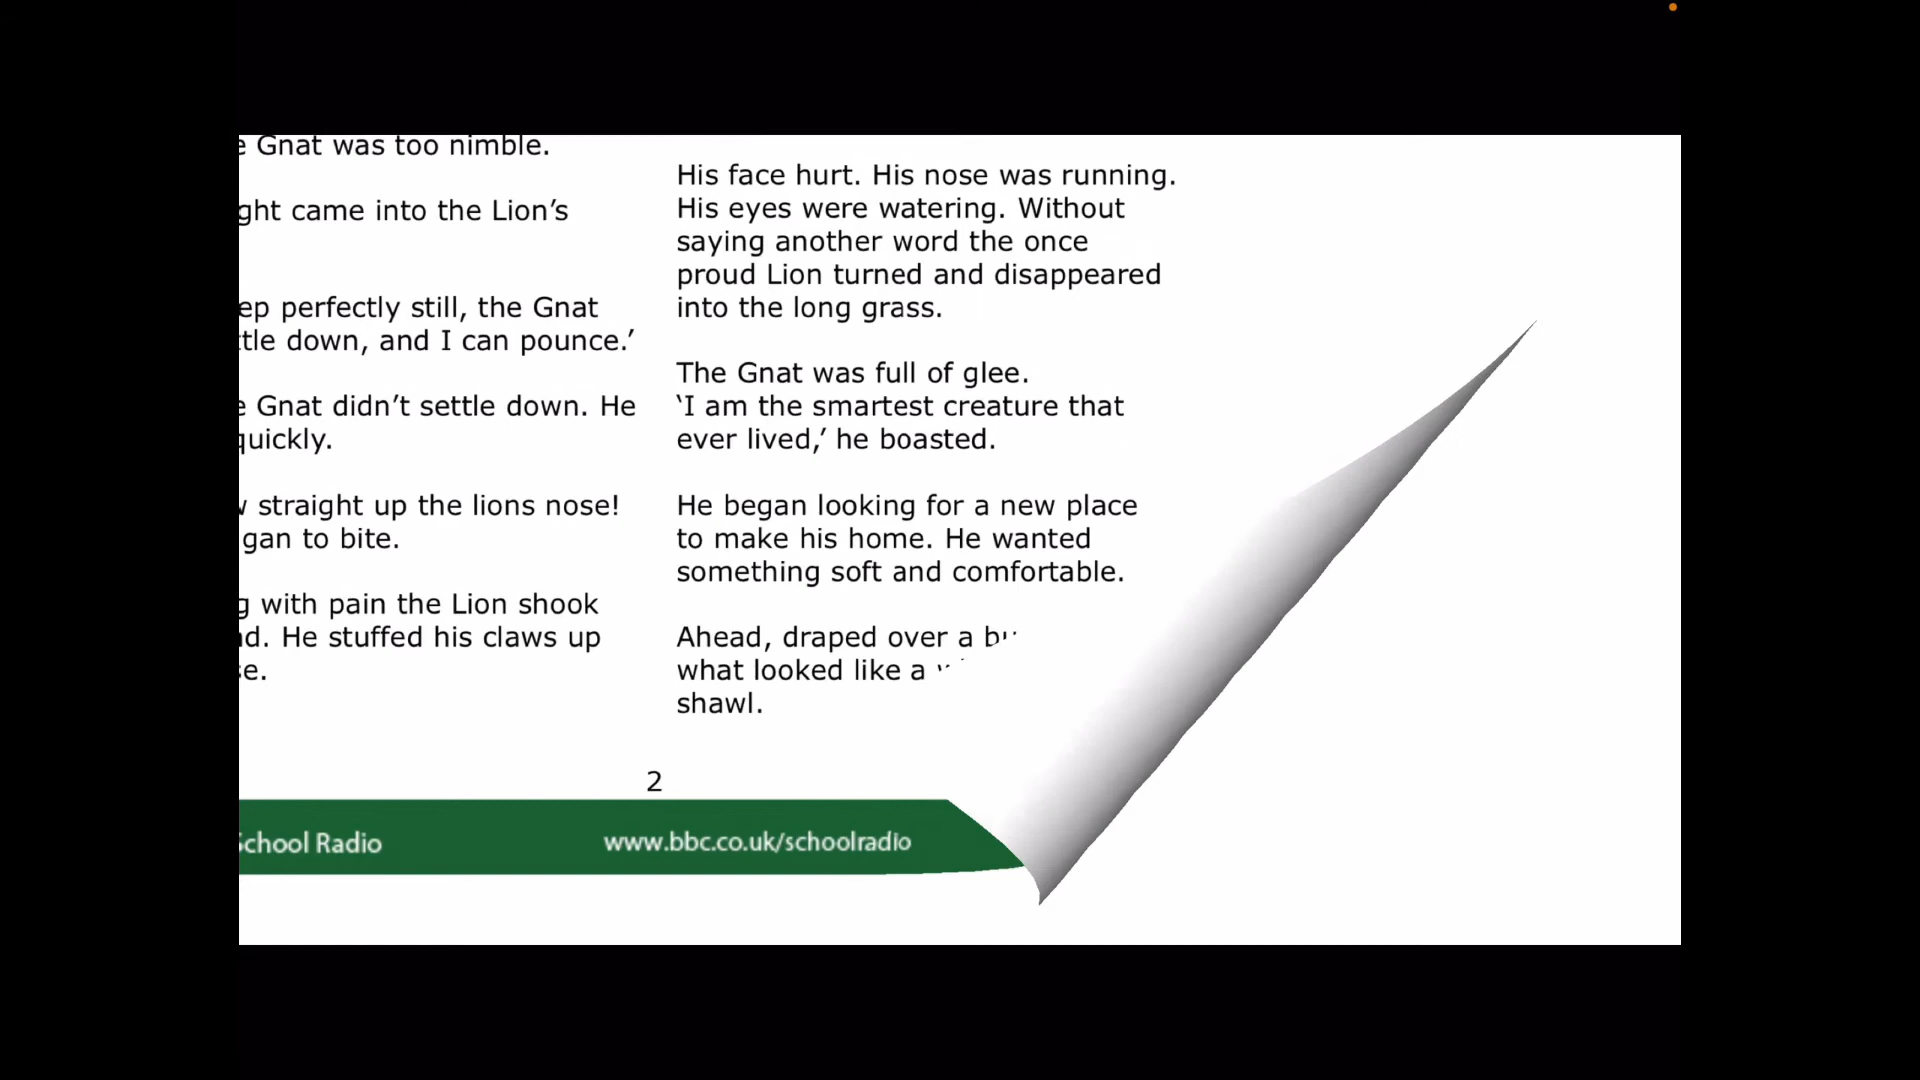 Gnat was too nimble.
came into the Lion’s
perfectly still, the Gnat
down, and I can pounce.’
Gnat didn’t settle down. He
quickly.
straight up the lions nose!
to bite.
with pain the Lion shook
He stuffed his claws up
His face hurt. His nose was running.
His eyes were watering. Without
saying another word the once
proud Lion turned and disappeared
into the long grass.
The Gnat was full of glee.
‘I am the smartest creature that
ever lived,’ he boasted.
He began looking for a new place
to make his home. He wanted
something soft and comfortable.
Ahead, draped over a
what looked like a
shawl.
2
School Radio
www.bbc.co.uk/schoolradio